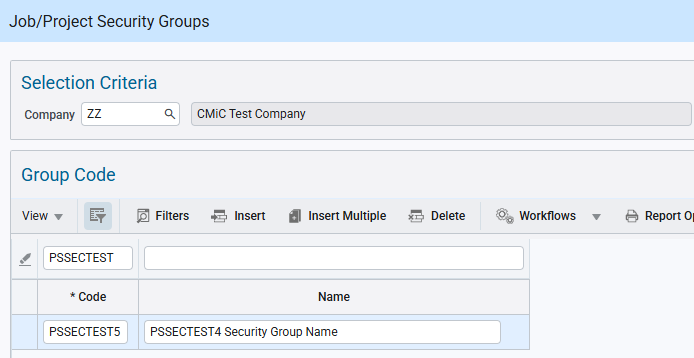 Job/Project Security Groups
Selection Criteria
Company ZZ CMiC Test Company
Group Code
View Filters Insert Insert Multiple Delete Workflows Report Op
PSSECTEST
* Code Name
PSSECTEST5 PSSECTEST4 Security Group Name